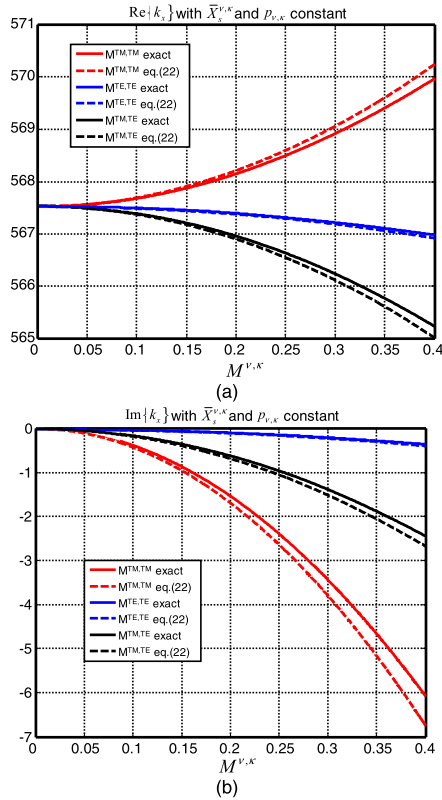 Re{kₓ} with X̄ₛ^ν,κ and p_ν,κ constant
571
570
569
568
567
566
565
M^TM,TM exact
M^TM,TM eq.(22)
M^TE,TE exact
M^TE,TE eq.(22)
M^TM,TE exact
M^TM,TE eq.(22)
0 0.05 0.1 0.15 0.2 0.25 0.3 0.35 0.4
M^ν,κ
(a)
Im{kₓ} with X̄ₛ^ν,κ and p_ν,κ constant
0
-1
-2
-3
-4
-5
-6
-7
M^TM,TM exact
M^TM,TM eq.(22)
M^TE,TE exact
M^TE,TE eq.(22)
M^TM,TE exact
M^TM,TE eq.(22)
0 0.05 0.1 0.15 0.2 0.25 0.3 0.35 0.4
M^ν,κ
(b)